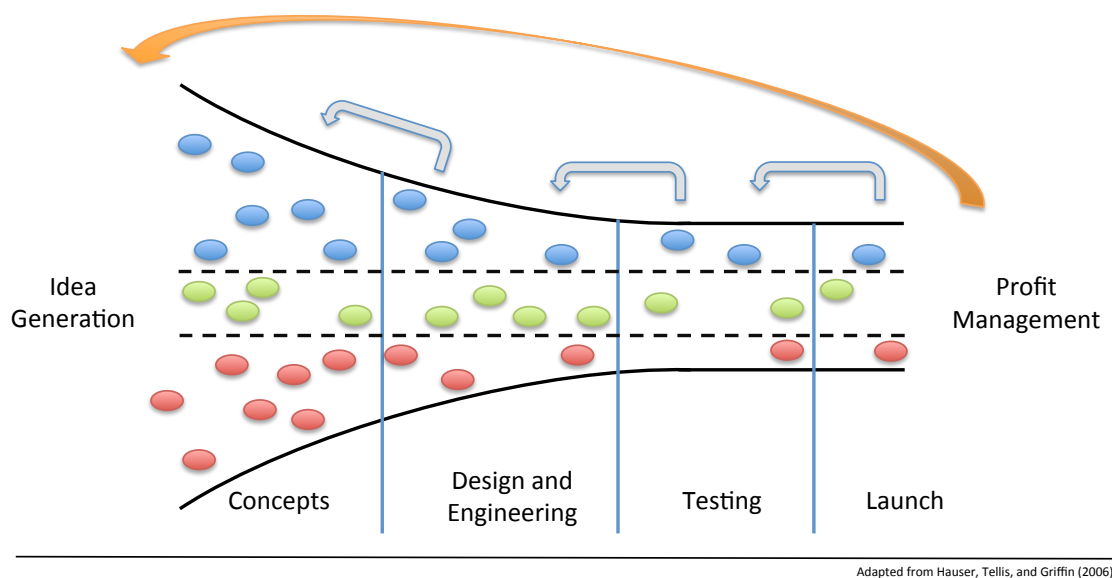 Idea
Generation
Profit
Management
Concepts
Design and
Engineering
Testing
Launch
Adapted from Hauser, Tellis, and Griffin (2006)